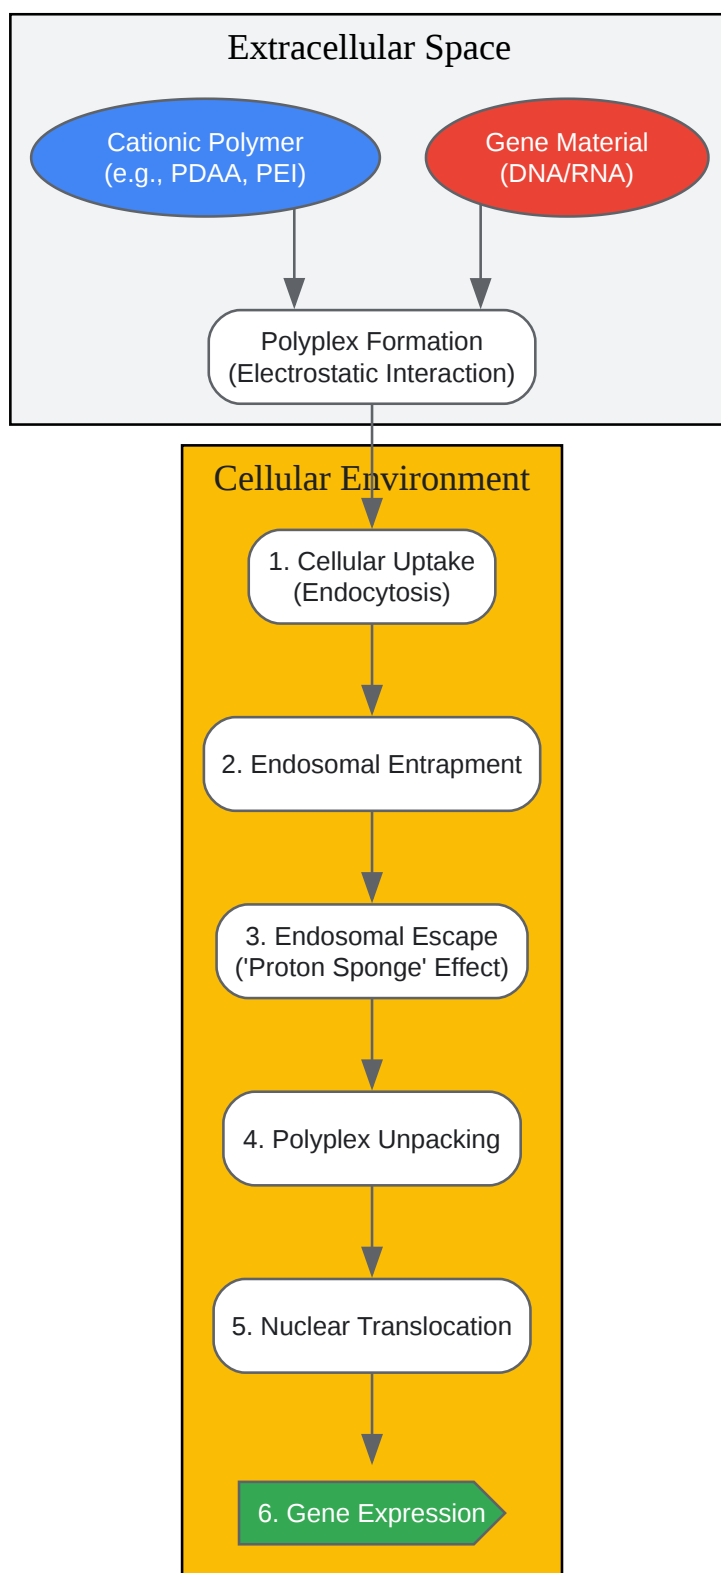 Extracellular Space
Cationic Polymer
(e.g., PDAA, PEI)
Gene Material
(DNA/RNA)
Polyplex Formation
(Electrostatic Interaction)
Cellular Environment
1. Cellular Uptake
(Endocytosis)
2. Endosomal Entrapment
3. Endosomal Escape
('Proton Sponge' Effect)
4. Polyplex Unpacking
5. Nuclear Translocation
6. Gene Expression